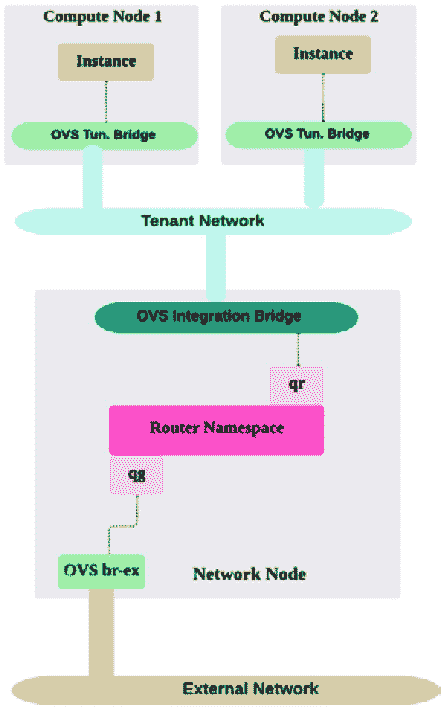 Compute Node 1
Compute Node 2
Instance
Instance
OVS Tun. Bridge
OVS Tun. Bridge
Tenant Network
OVS Integration Bridge
qr
Router Namespace
qg
OVS br-ex
Network Node
External Network